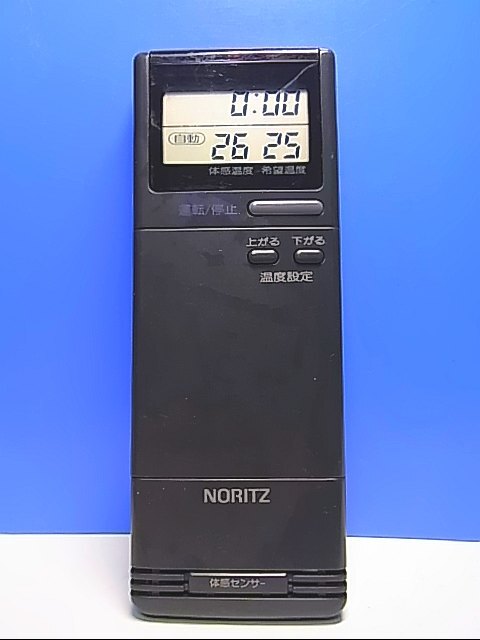 0:00
自動 26 25
体感温度 希望温度
運転/停止
上がる 下がる
温度設定
NORITZ
体感センサー